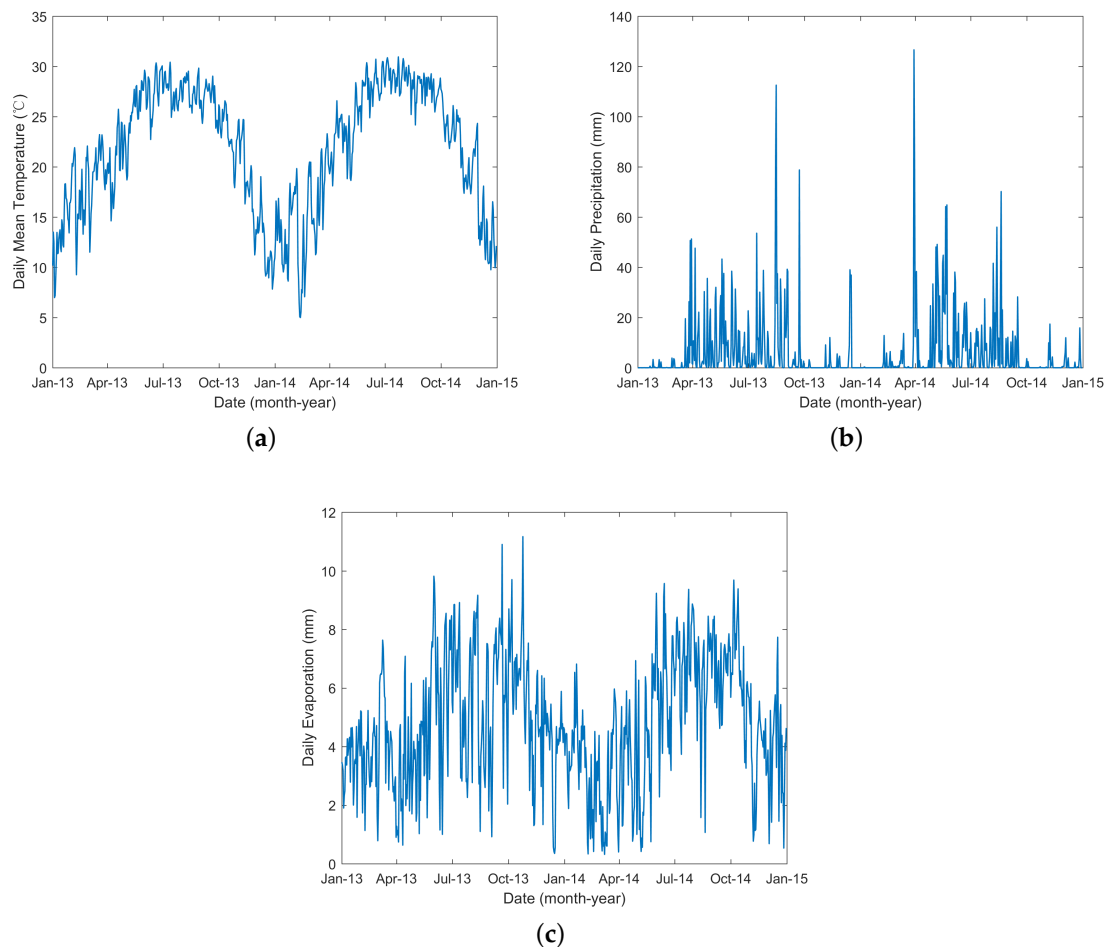 35
30
25
20
15
10
5
0
Daily Mean Temperature (℃)
Jan-13 Apr-13 Jul-13 Oct-13 Jan-14 Apr-14 Jul-14 Oct-14 Jan-15
Date (month-year)
(a)
140
120
100
80
60
40
20
0
Daily Precipitation (mm)
Jan-13 Apr-13 Jul-13 Oct-13 Jan-14 Apr-14 Jul-14 Oct-14 Jan-15
Date (month-year)
(b)
12
10
8
6
4
2
0
Daily Evaporation (mm)
Jan-13 Apr-13 Jul-13 Oct-13 Jan-14 Apr-14 Jul-14 Oct-14 Jan-15
Date (month-year)
(c)